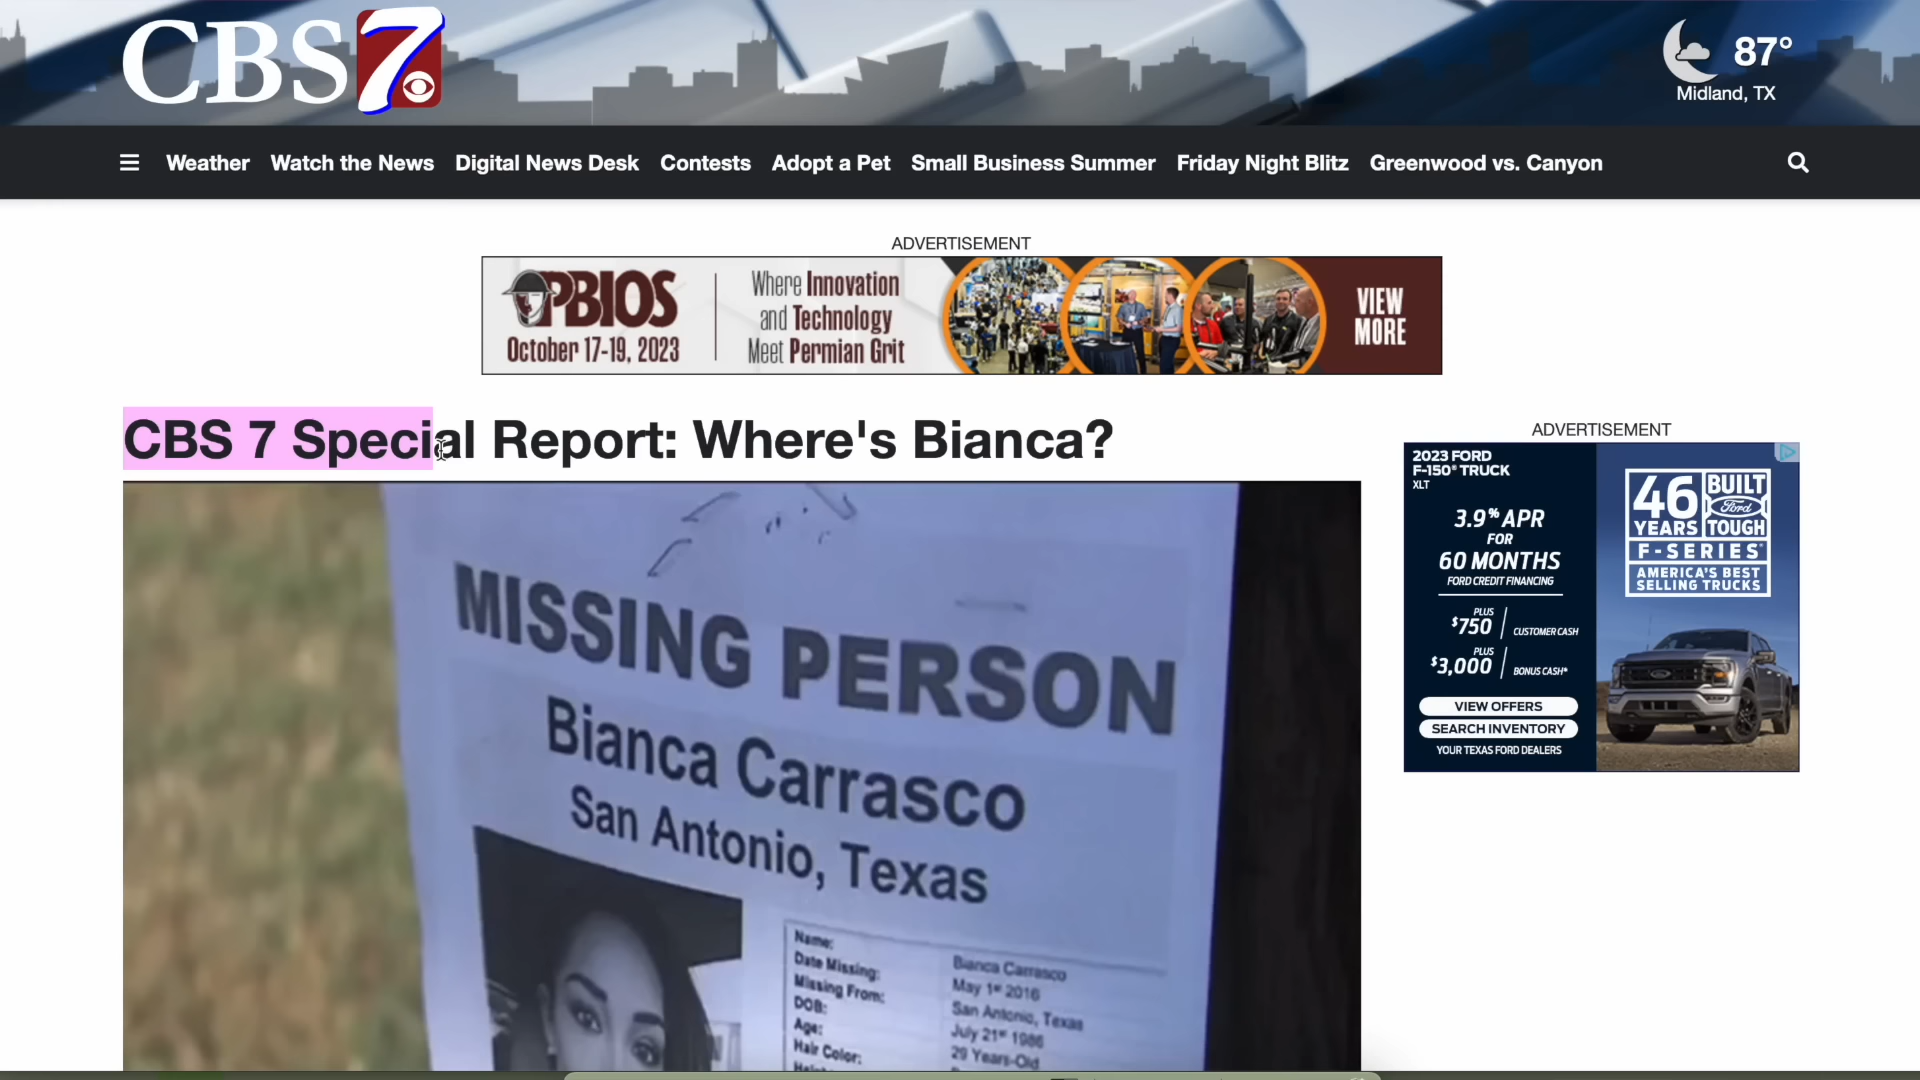 CBS 7
87°
Midland, TX
Weather Watch the News Digital News Desk Contests Adopt a Pet Small Business Summer Friday Night Blitz Greenwood vs. Canyon
ADVERTISEMENT
PBIOS
October 17-19, 2023
Where Innovation
and Technology
Meet Permian Grit
VIEW
MORE
CBS 7 Special Report: Where's Bianca?
MISSING PERSON
Bianca Carrasco
San Antonio, Texas
Name: Bianca Carrasco
Date Missing: May 1st 2016
Missing From: San Antonio, Texas
DOB: July 21st 1986
Age: 29 Years-Old
Hair Color:
ADVERTISEMENT
2023 FORD
F-150® TRUCK
XLT
3.9% APR
FOR
60 MONTHS
FORD CREDIT FINANCING
PLUS
$750 CUSTOMER CASH
PLUS
$3,000 BONUS CASH*
VIEW OFFERS
SEARCH INVENTORY
YOUR TEXAS FORD DEALERS
46
YEARS
BUILT
Ford
TOUGH
F-SERIES®
AMERICA'S BEST
SELLING TRUCKS